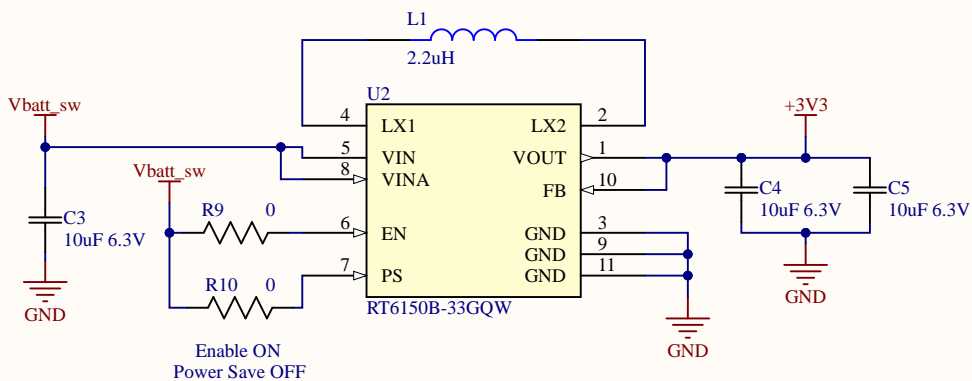 L1
2.2uH
Vbatt_sw
U2
+3V3
4 LX1 LX2 2
5 VIN VOUT 1
8 VINA FB 10
Vbatt_sw
C3
10uF 6.3V
R9 0
6 EN GND 3
GND 9
R10 0
7 PS GND 11
C4
10uF 6.3V
C5
10uF 6.3V
GND
RT6150B-33GQW
GND
GND
Enable ON
Power Save OFF